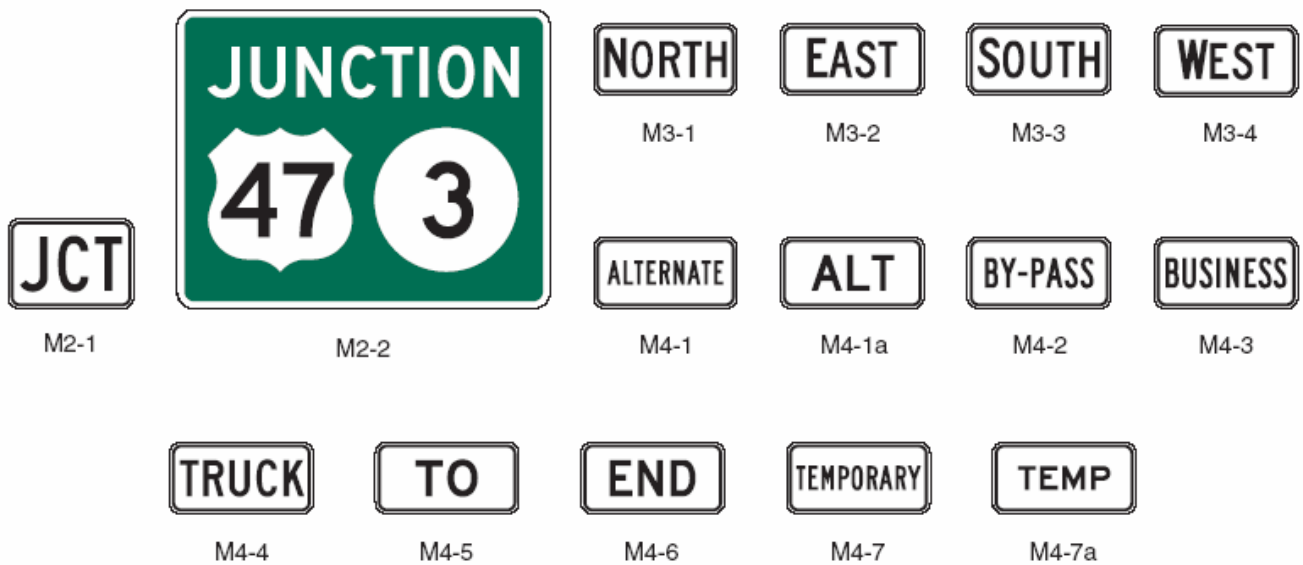 JUNCTION
47 3
M2-2
JCT
M2-1
NORTH
M3-1
EAST
M3-2
SOUTH
M3-3
WEST
M3-4
ALTERNATE
M4-1
ALT
M4-1a
BY-PASS
M4-2
BUSINESS
M4-3
TRUCK
M4-4
TO
M4-5
END
M4-6
TEMPORARY
M4-7
TEMP
M4-7a